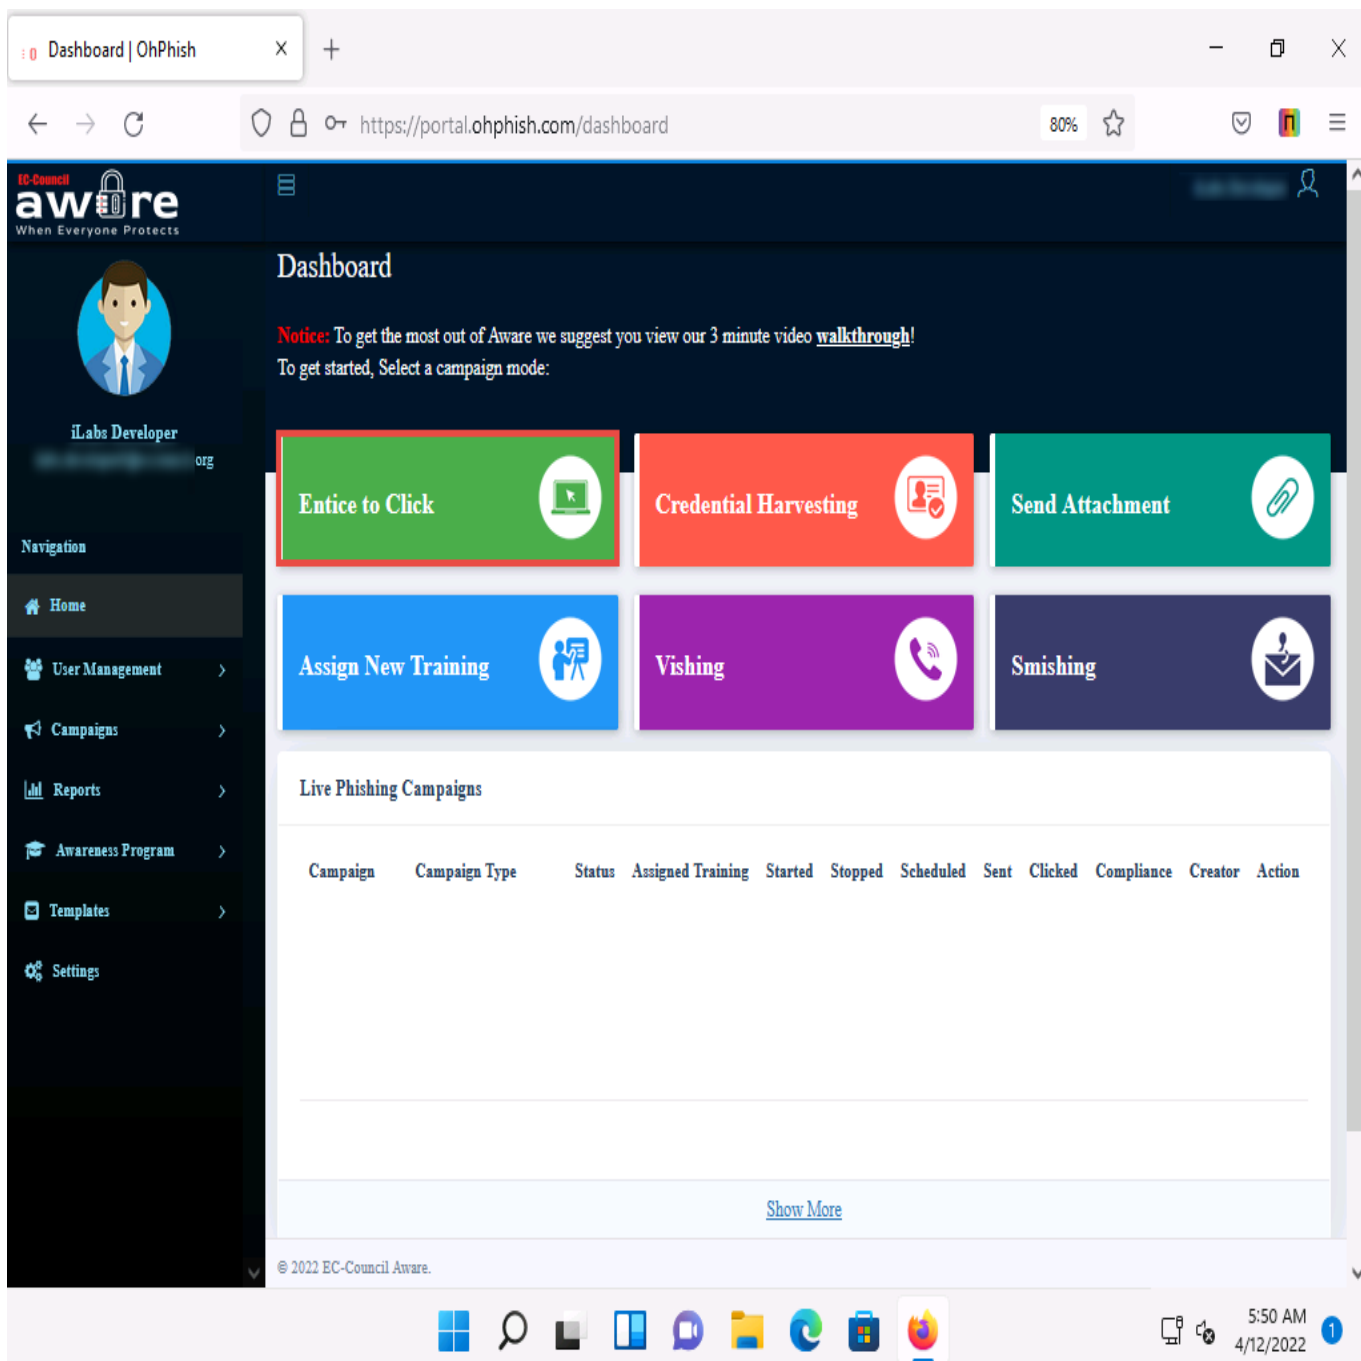 Dashboard | OhPhish
https://portal.ohphish.com/dashboard
80%
EC-Council
aware
When Everyone Protects
iLabs Developer
org
Navigation
Home
User Management
Campaigns
Reports
Awareness Program
Templates
Settings
Dashboard
Notice: To get the most out of Aware we suggest you view our 3 minute video walkthrough!
To get started, Select a campaign mode:
Entice to Click
Credential Harvesting
Send Attachment
Assign New Training
Vishing
Smishing
Live Phishing Campaigns
Campaign Campaign Type Status Assigned Training Started Stopped Scheduled Sent Clicked Compliance Creator Action
Show More
© 2022 EC-Council Aware.
5:50 AM
4/12/2022
1